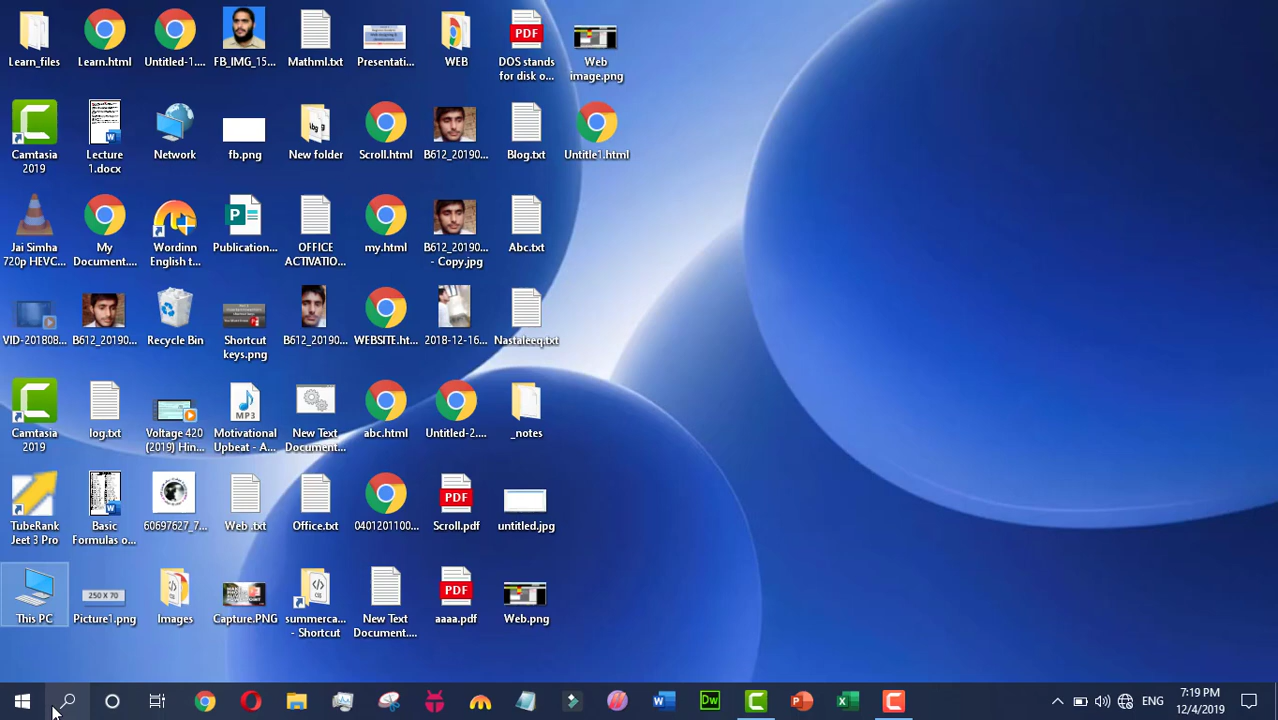 Learn_files
Learn.html
Untitled-1....
FB_IMG_15...
Mathml.txt
Presentati...
WEB
DOS stands
for disk o...
Web
image.png
Camtasia
2019
Lecture
1.docx
Network
fb.png
New folder
Scroll.html
B612_20190...
Blog.txt
Untitle1.html
Jai Simha
720p HEVC...
My
Document....
Wordinn
English t...
Publication...
OFFICE
ACTIVATIO...
my.html
B612_20190...
- Copy.jpg
Abc.txt
VID-201808...
B612_20190...
Recycle Bin
Shortcut
keys.png
B612_20190...
WEBSITE.ht...
2018-12-16...
Nastaleeq.txt
Camtasia
2019
log.txt
Voltage 420
(2019) Hin...
Motivational
Upbeat - A...
New Text
Document....
abc.html
Untitled-2....
_notes
TubeRank
Jeet 3 Pro
Basic
Formulas o...
60697627_7...
Web .txt
Office.txt
0401201100...
Scroll.pdf
untitled.jpg
This PC
Picture1.png
Images
Capture.PNG
summerca...
- Shortcut
New Text
Document....
aaaa.pdf
Web.png
PDF
MP3
PDF
250 X 70
PDF
Dw
ENG
7:19 PM
12/4/2019